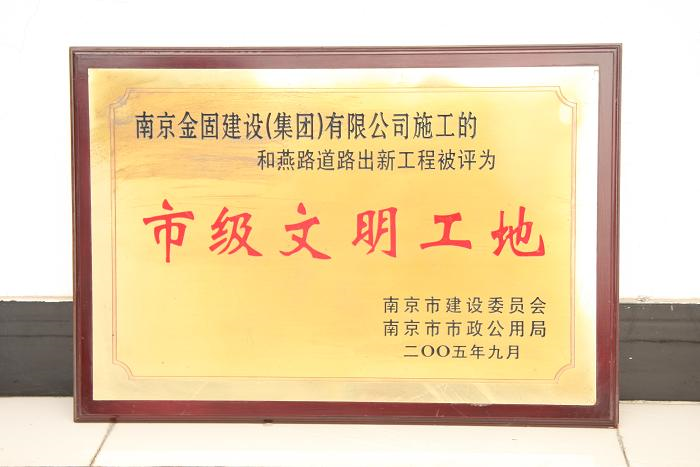 南京金固建设(集团)有限公司施工的
和燕路道路出新工程被评为
市级文明工地
南京市建设委员会
南京市市政公用局
二〇〇五年九月